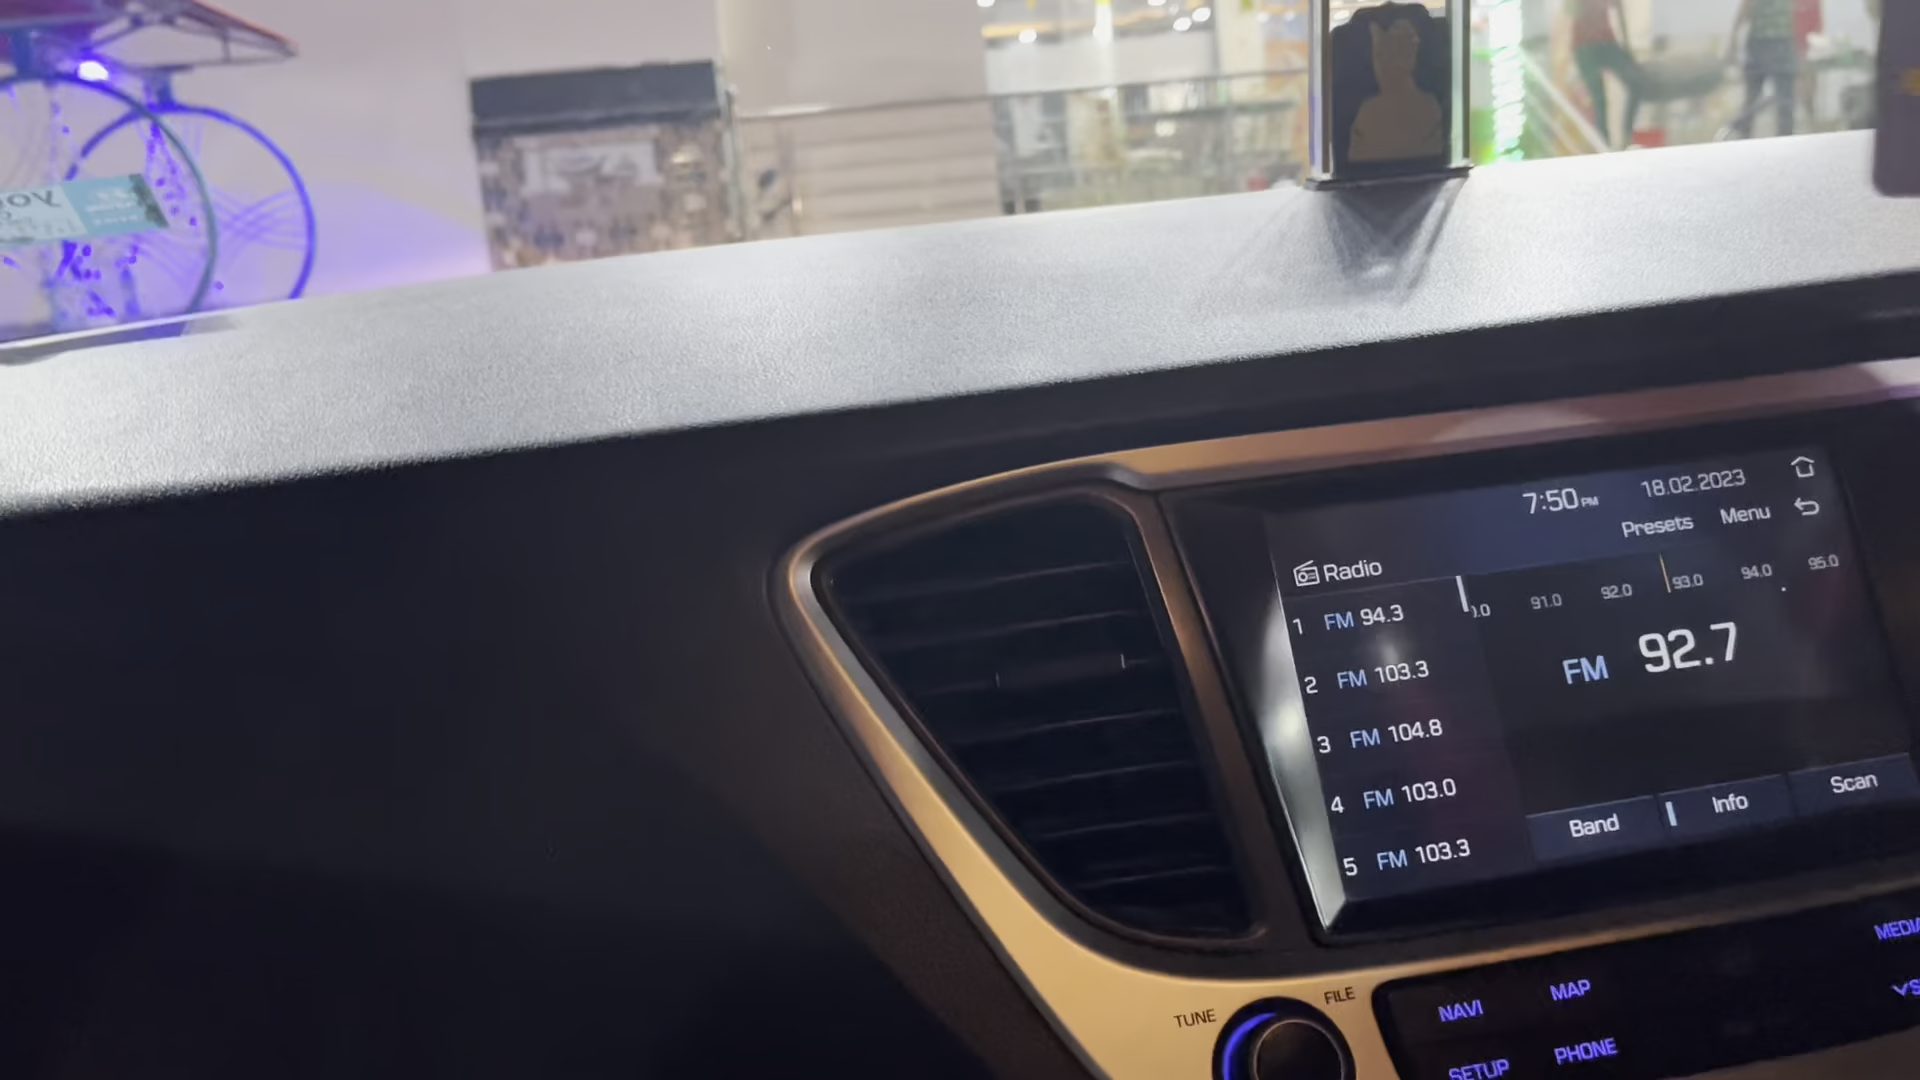 7:50 PM 18.02.2023
Presets Menu
Radio
91.0 92.0 93.0 94.0 95.0
1 FM 94.3
2 FM 103.3
3 FM 104.8
4 FM 103.0
5 FM 103.3
FM 92.7
Band Info Scan
TUNE FILE
NAVI MAP
SETUP PHONE